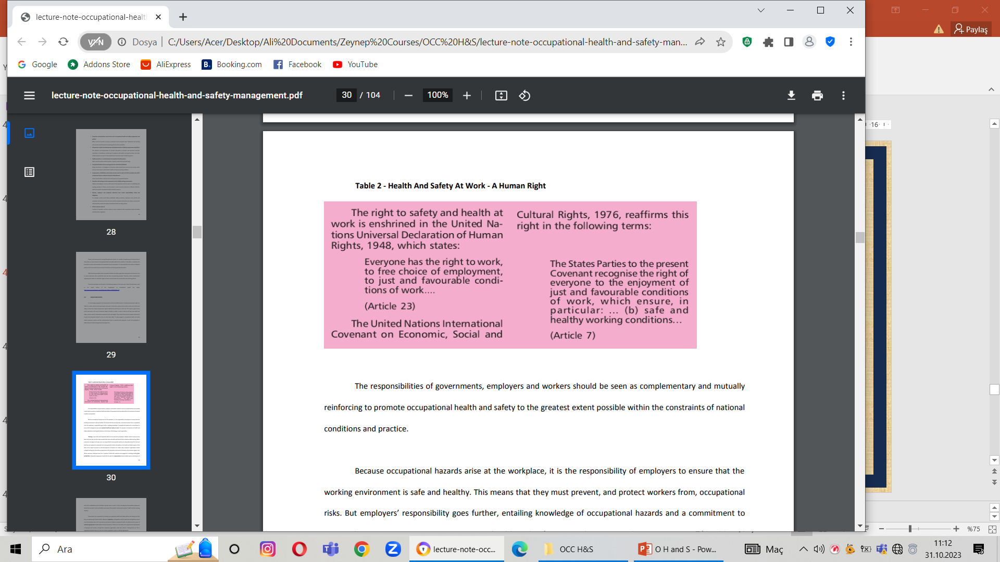 lecture-note-occupational-healt
Paylaş
VPN
Dosya
C:/Users/Acer/Desktop/Ali%20Documents/Zeynep%20Courses/OCC%20H&S/lecture-note-occupational-health-and-safety-man...
Google
Addons Store
AliExpress
B.
Booking.com
Facebook
YouTube
lecture-note-occupational-health-and-safety-management.pdf
30 / 104
100%
28
29
30
16
Table 2 - Health And Safety At Work - A Human Right
The right to safety and health at
work is enshrined in the United Na-
tions Universal Declaration of Human
Rights, 1948, which states:
Everyone has the right to work,
to free choice of employment,
to just and favourable condi-
tions of work....
(Article 23)
The United Nations International
Covenant on Economic, Social and
Cultural Rights, 1976, reaffirms this
right in the following terms:
The States Parties to the present
Covenant recognise the right of
everyone to the enjoyment of
just and favourable conditions
of work, which ensure, in
particular: ... (b) safe and
healthy working conditions...
(Article 7)
The responsibilities of governments, employers and workers should be seen as complementary and mutually
reinforcing to promote occupational health and safety to the greatest extent possible within the constraints of national
conditions and practice.
Because occupational hazards arise at the workplace, it is the responsibility of employers to ensure that the
working environment is safe and healthy. This means that they must prevent, and protect workers from, occupational
risks. But employers’ responsibility goes further, entailing knowledge of occupational hazards and a commitment to
%75
Ara
lecture-note-occ...
OCC H&S
O H and S - Pow...
Maç
11:12
31.10.2023